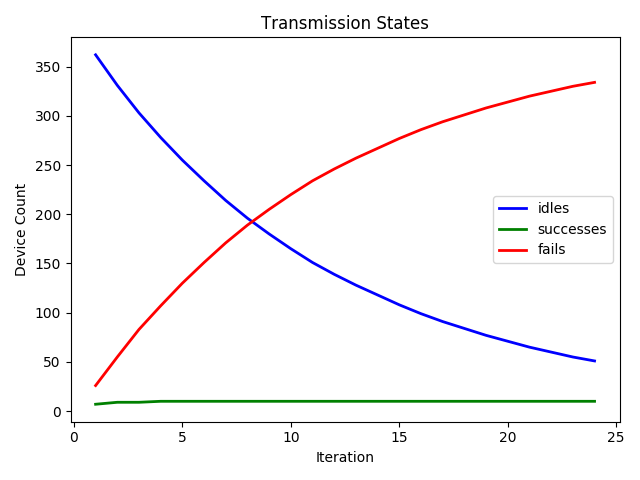 Transmission States
Device Count
350
300
250
200
150
100
50
0
idles
successes
fails
0 5 10 15 20 25
Iteration